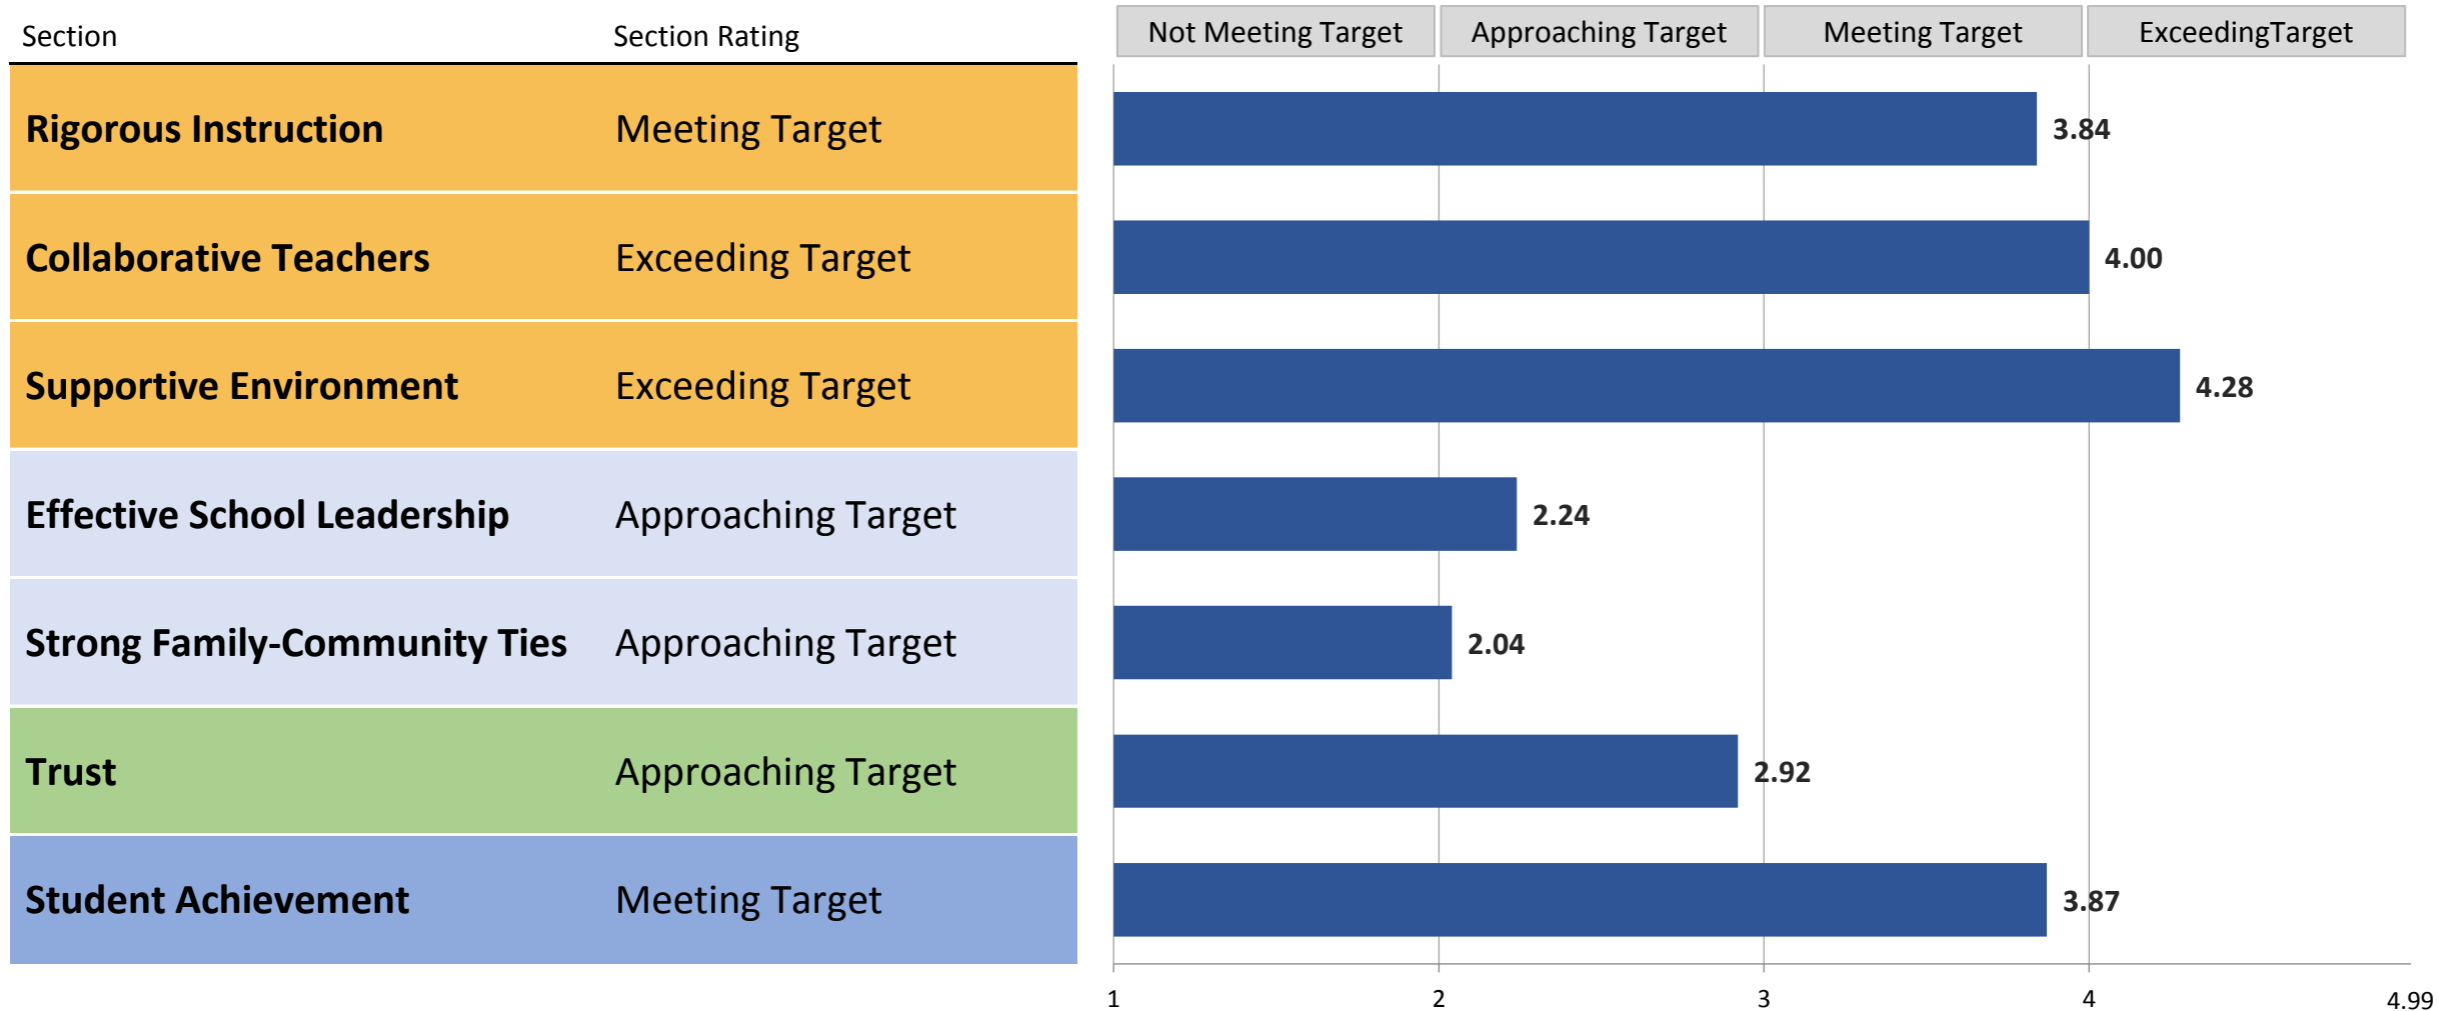 Section Section Rating Not Meeting Target Approaching Target Meeting Target ExceedingTarget
Rigorous Instruction Meeting Target 3.84
Collaborative Teachers Exceeding Target 4.00
Supportive Environment Exceeding Target 4.28
Effective School Leadership Approaching Target 2.24
Strong Family-Community Ties Approaching Target 2.04
Trust Approaching Target 2.92
Student Achievement Meeting Target 3.87
1 2 3 4 4.99